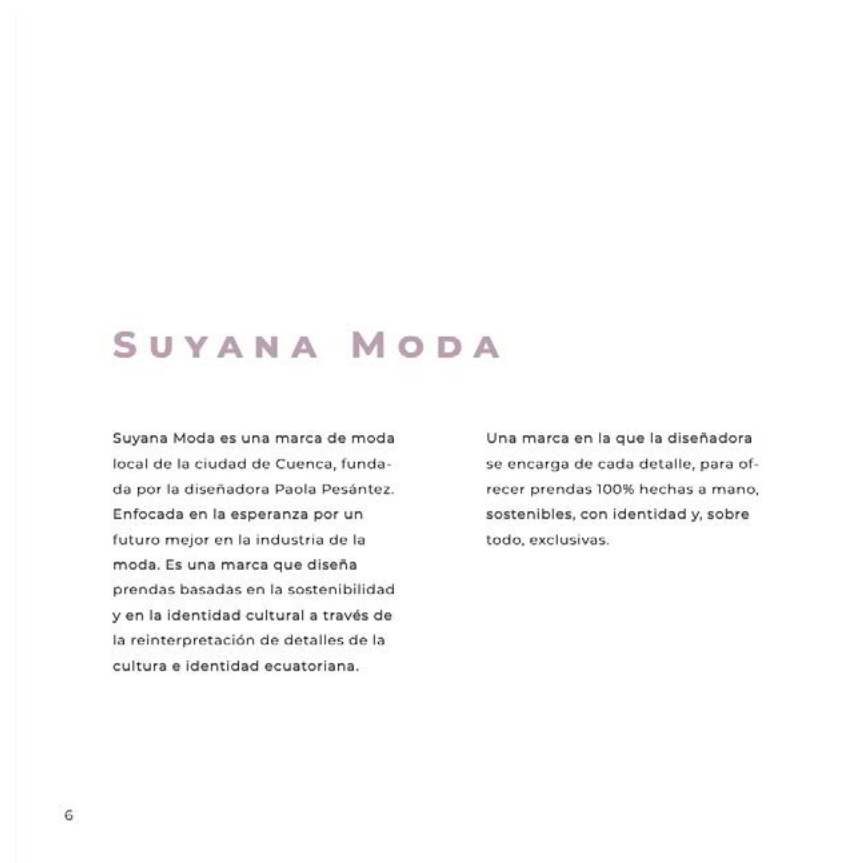 Suyana Moda
Suyana Moda es una marca de moda
local de la ciudad de Cuenca, funda-
da por la diseñadora Paola Pesántez.
Enfocada en la esperanza por un
futuro mejor en la industria de la
moda. Es una marca que diseña
prendas basadas en la sostenibilidad
y en la identidad cultural a través de
la reinterpretación de detalles de la
cultura e identidad ecuatoriana.
Una marca en la que la diseñadora
se encarga de cada detalle, para of-
recer prendas 100% hechas a mano,
sostenibles, con identidad y, sobre
todo, exclusivas.
6